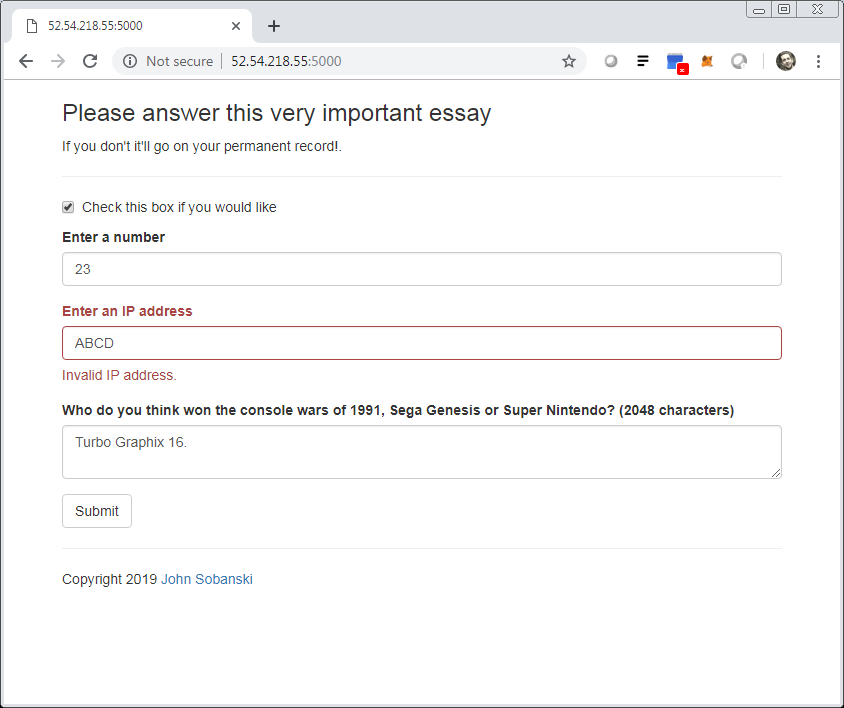 52.54.218.55:5000
Not secure | 52.54.218.55:5000
Please answer this very important essay
If you don't it'll go on your permanent record!.
Check this box if you would like
Enter a number
23
Enter an IP address
ABCD
Invalid IP address.
Who do you think won the console wars of 1991, Sega Genesis or Super Nintendo? (2048 characters)
Turbo Graphix 16.
Submit
Copyright 2019 John Sobanski